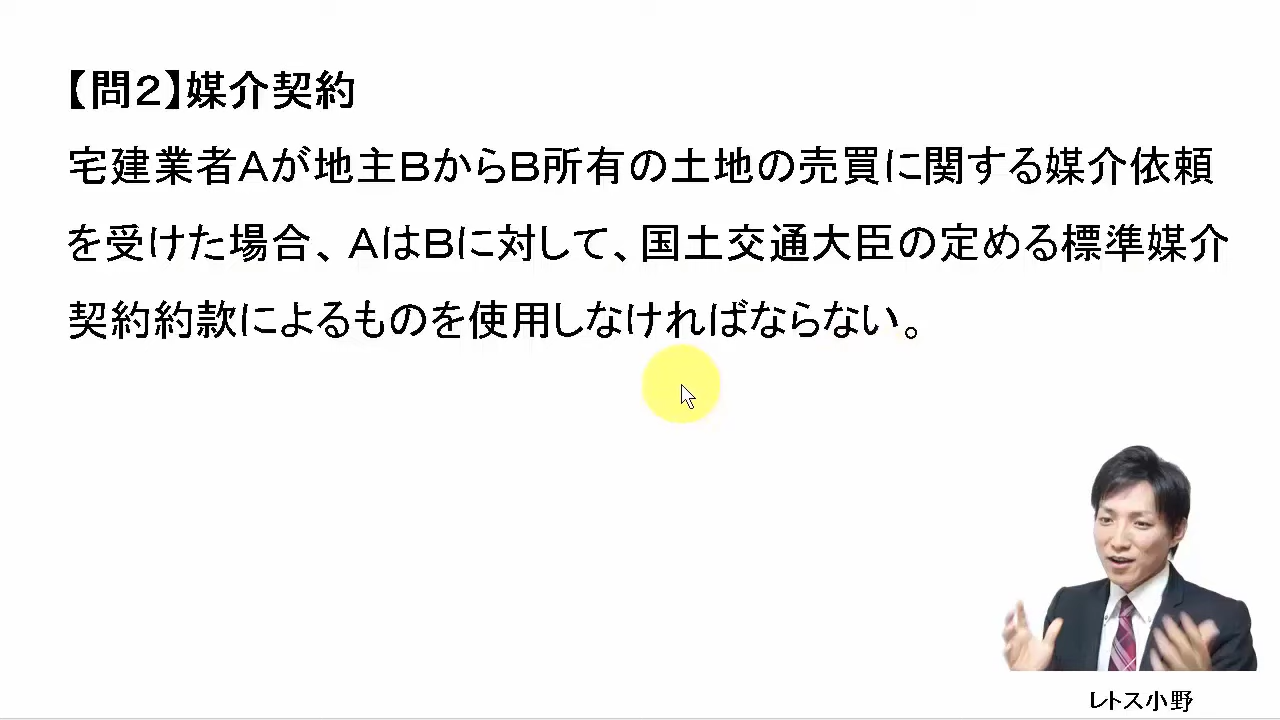 【問２】媒介契約
宅建業者Ａが地主ＢからＢ所有の土地の売買に関する媒介依頼
を受けた場合、ＡはＢに対して、国土交通大臣の定める標準媒介
契約約款によるものを使用しなければならない。
レトス小野